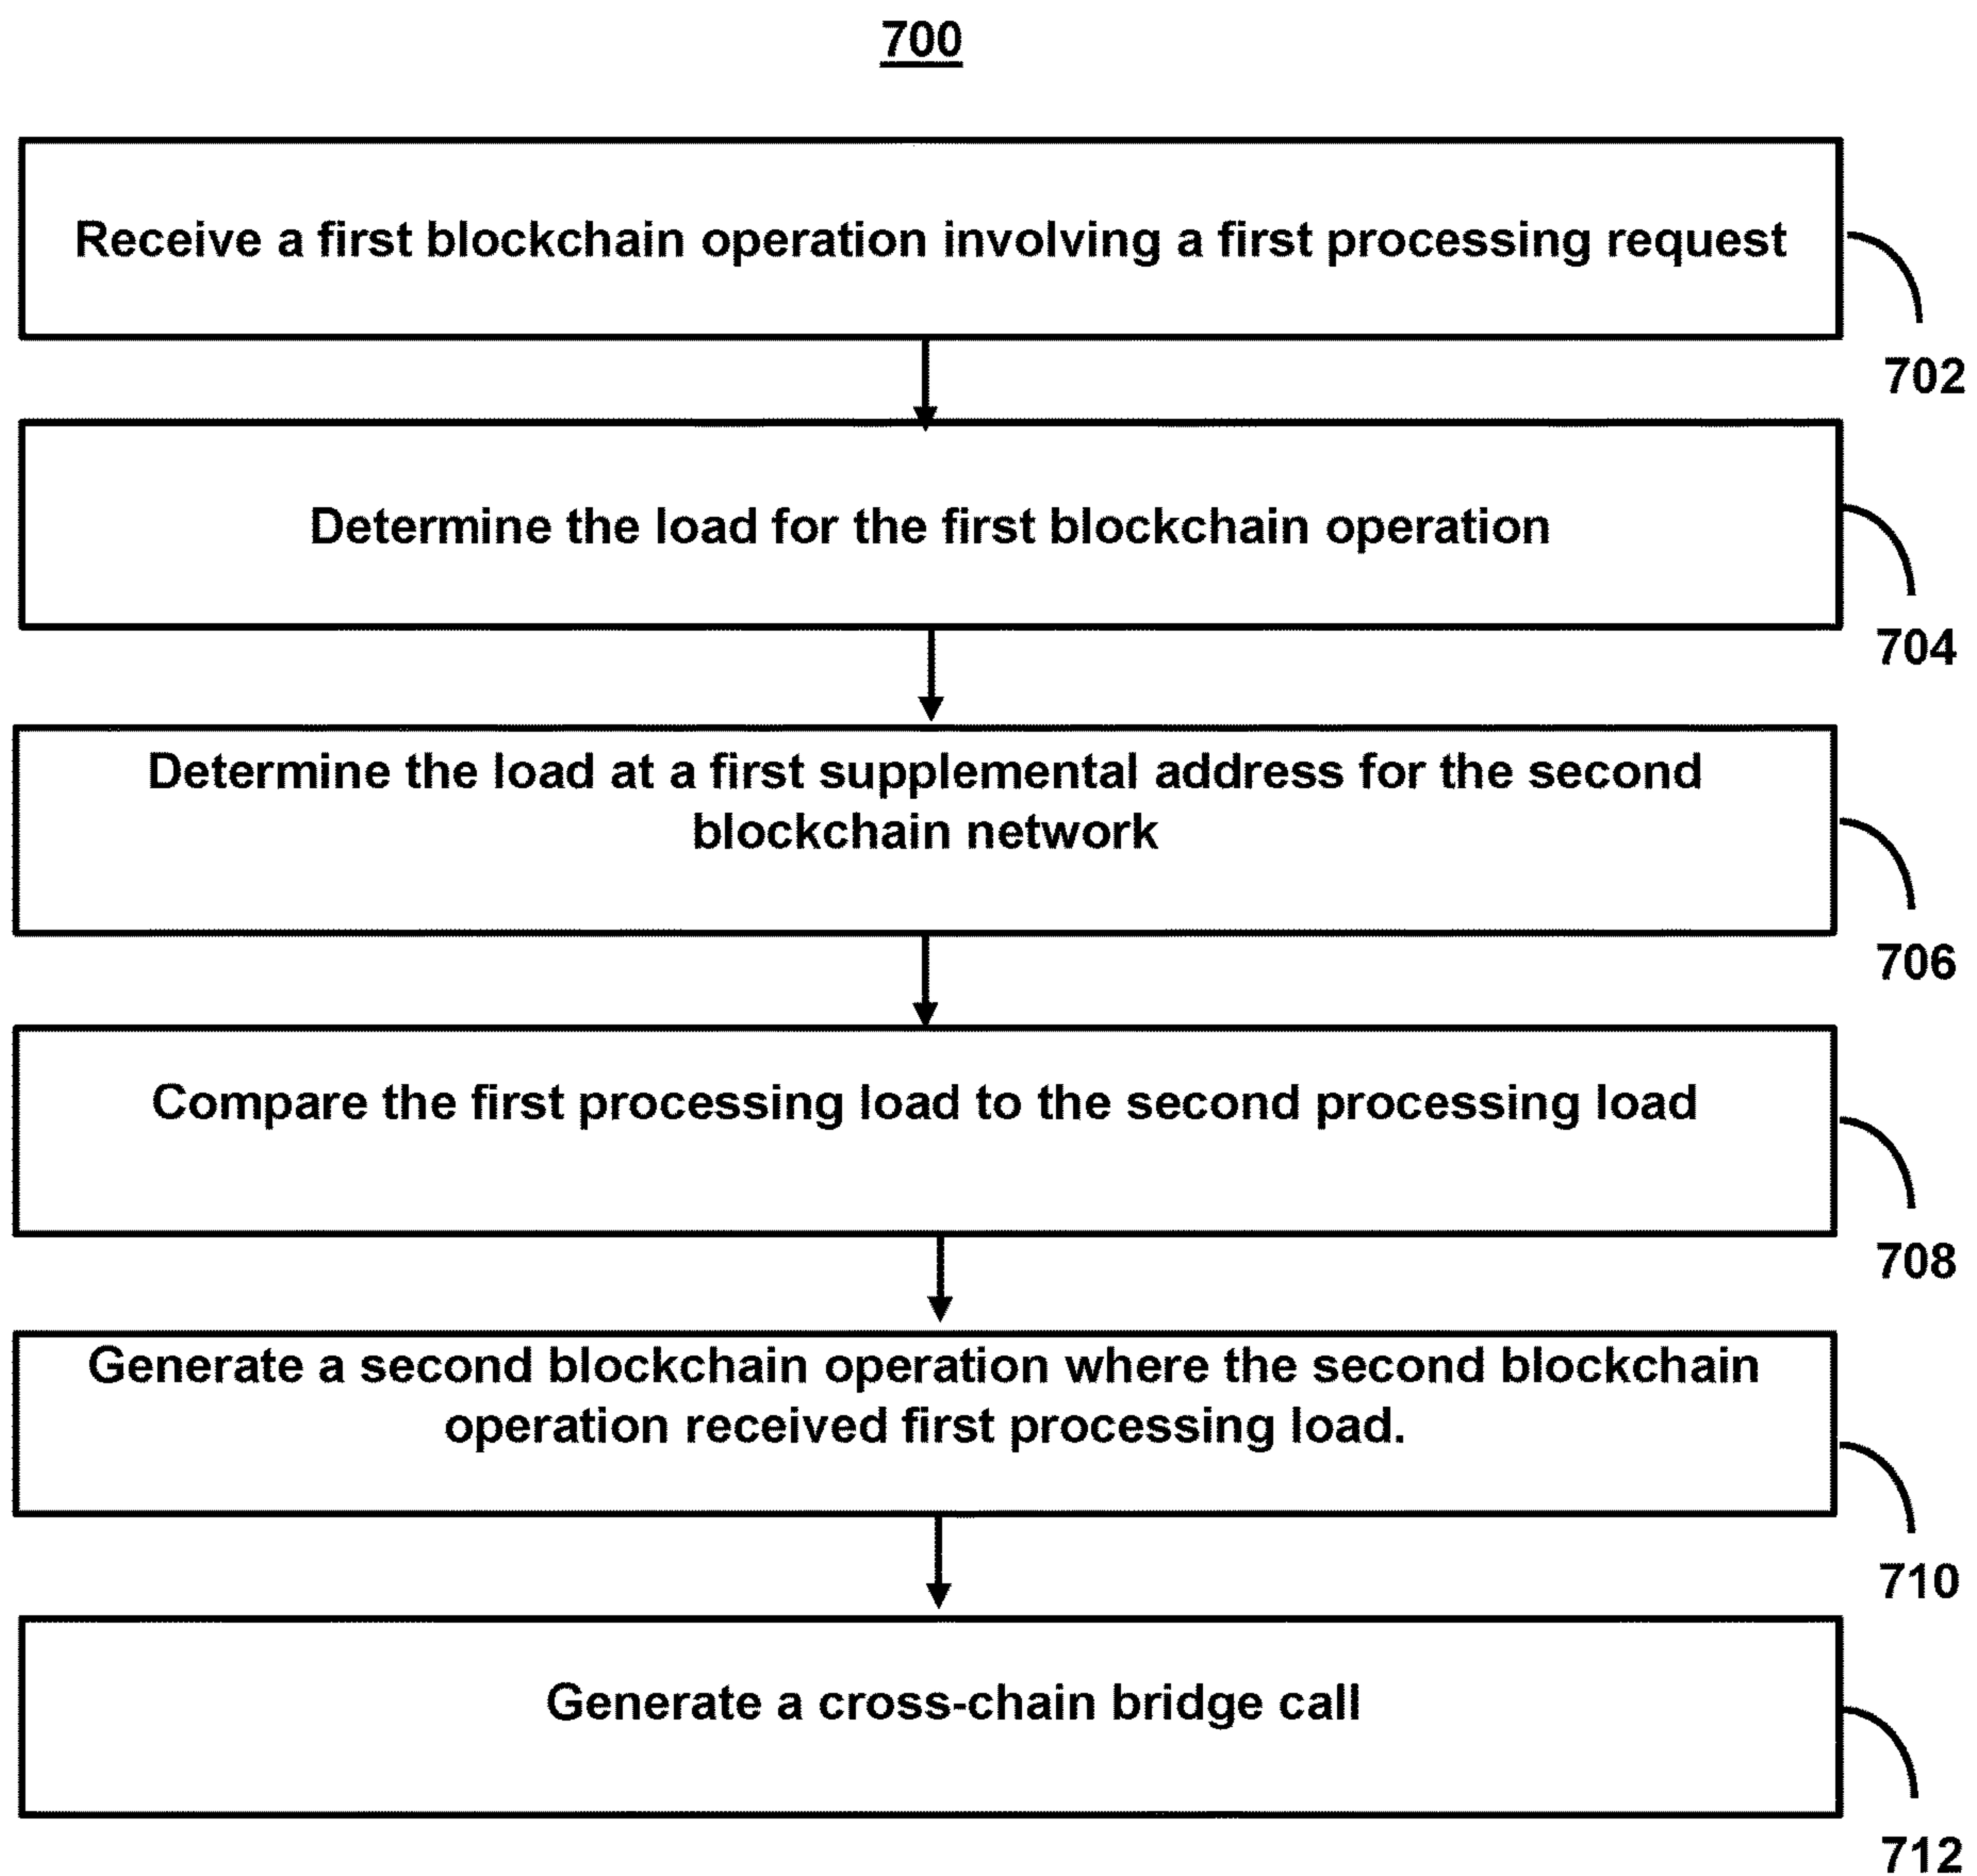 700
Receive a first blockchain operation involving a first processing request
702
Determine the load for the first blockchain operation
704
Determine the load at a first supplemental address for the second
blockchain network
706
Compare the first processing load to the second processing load
708
Generate a second blockchain operation where the second blockchain
operation received first processing load.
710
Generate a cross-chain bridge call
712